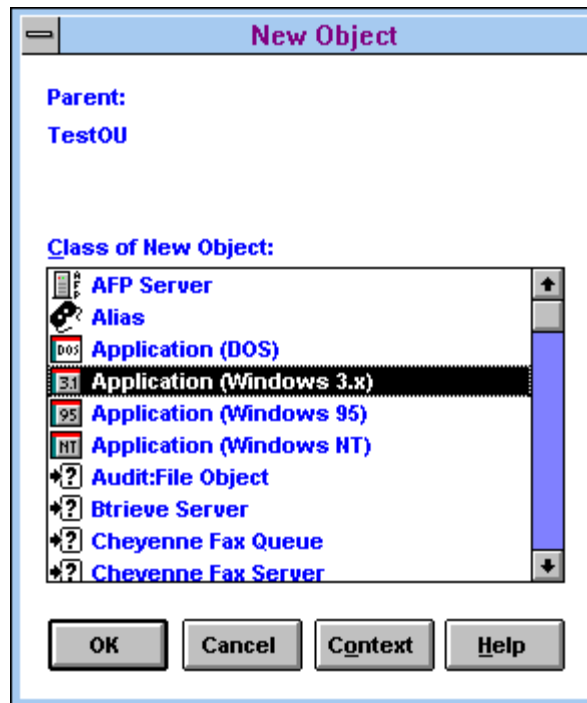 New Object
Parent:
TestOU
Class of New Object:
AFP AFP Server
Alias
DOS Application (DOS)
3.1 Application (Windows 3.x)
95 Application (Windows 95)
NT Application (Windows NT)
? Audit:File Object
? Btrieve Server
? Cheyenne Fax Queue
? Cheyenne Fax Server
OK Cancel Context Help